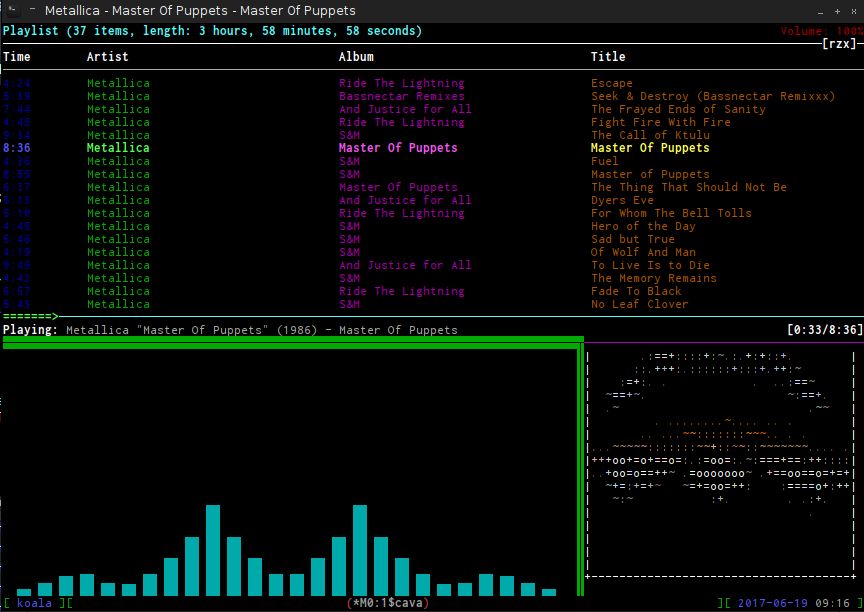 Metallica - Master Of Puppets - Master Of Puppets
Playlist (37 items, length: 3 hours, 58 minutes, 58 seconds) Volume: 100%
[rzx]
Time Artist Album Title
4:24 Metallica Ride The Lightning Escape
Metallica Bassnectar Remixes Seek & Destroy (Bassnectar Remixxx)
7:44 Metallica And Justice for All The Frayed Ends of Sanity
4:45 Metallica Ride The Lightning Fight Fire With Fire
9:34 Metallica S&M The Call of Ktulu
8:36 Metallica Master Of Puppets Master Of Puppets
4:36 Metallica S&M Fuel
8:55 Metallica S&M Master of Puppets
6:37 Metallica Master Of Puppets The Thing That Should Not Be
5:13 Metallica And Justice for All Dyers Eve
5:10 Metallica Ride The Lightning For Whom The Bell Tolls
4:45 Metallica S&M Hero of the Day
5:46 Metallica S&M Sad but True
4:19 Metallica S&M Of Wolf And Man
9:49 Metallica And Justice for All To Live Is to Die
4:42 Metallica S&M The Memory Remains
6:57 Metallica Ride The Lightning Fade To Black
5:43 Metallica S&M No Leaf Clover
Playing: Metallica "Master Of Puppets" (1986) - Master Of Puppets [0:33/8:36]
[ koala ][ (*M0:1$cava) ][ 2017-06-19 09:16 ]